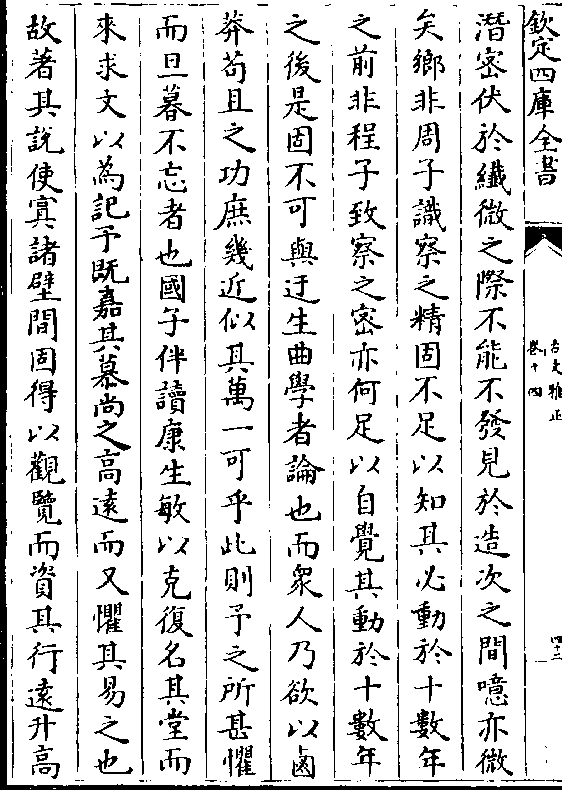 欽定四庫全書
古文雅正
卷十四
四十二
潛密伏於纎微之際不能不發見於造次之間噫亦微
矣鄉非周子識察之精固不足以知其必動於十數年
之前非程子致察之密亦何足以自覺其動於十數年
之後是固不可與迂生曲學者論也而衆人乃欲以鹵
莽苟且之功庶幾近似其萬一可乎此則予之所甚懼
而旦暮不忘者也國子伴讀康生敏以克復名其堂而
來求文以為記予既嘉其慕尚之高逺而又懼其易之也
故著其説使寘諸壁間固得以觀覽而資其行逺升高